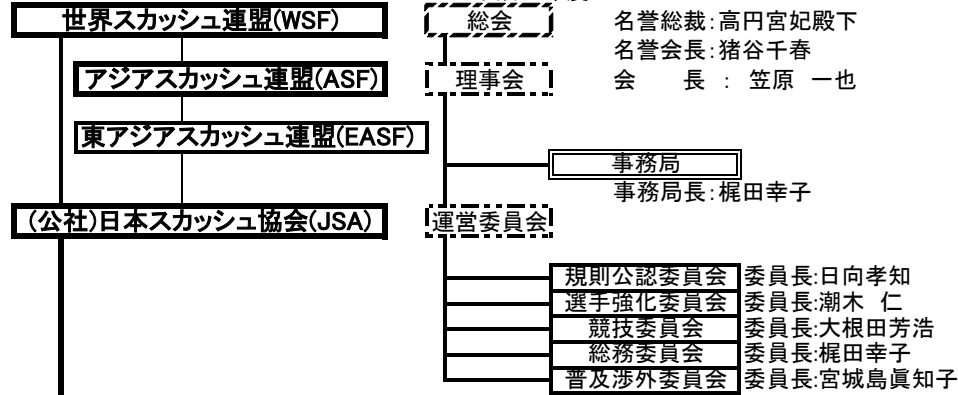 世界スカッシュ連盟(WSF)
アジアスカッシュ連盟(ASF)
東アジアスカッシュ連盟(EASF)
(公社)日本スカッシュ協会(JSA)
総会
理事会
運営委員会
名誉総裁:高円宮妃殿下
名誉会長:猪谷千春
会 長 : 笠原 一也
事務局
事務局長:梶田幸子
規則公認委員会 委員長:日向孝知
選手強化委員会 委員長:潮木 仁
競技委員会 委員長:大根田芳浩
総務委員会 委員長:梶田幸子
普及渉外委員会 委員長:宮城島眞知子